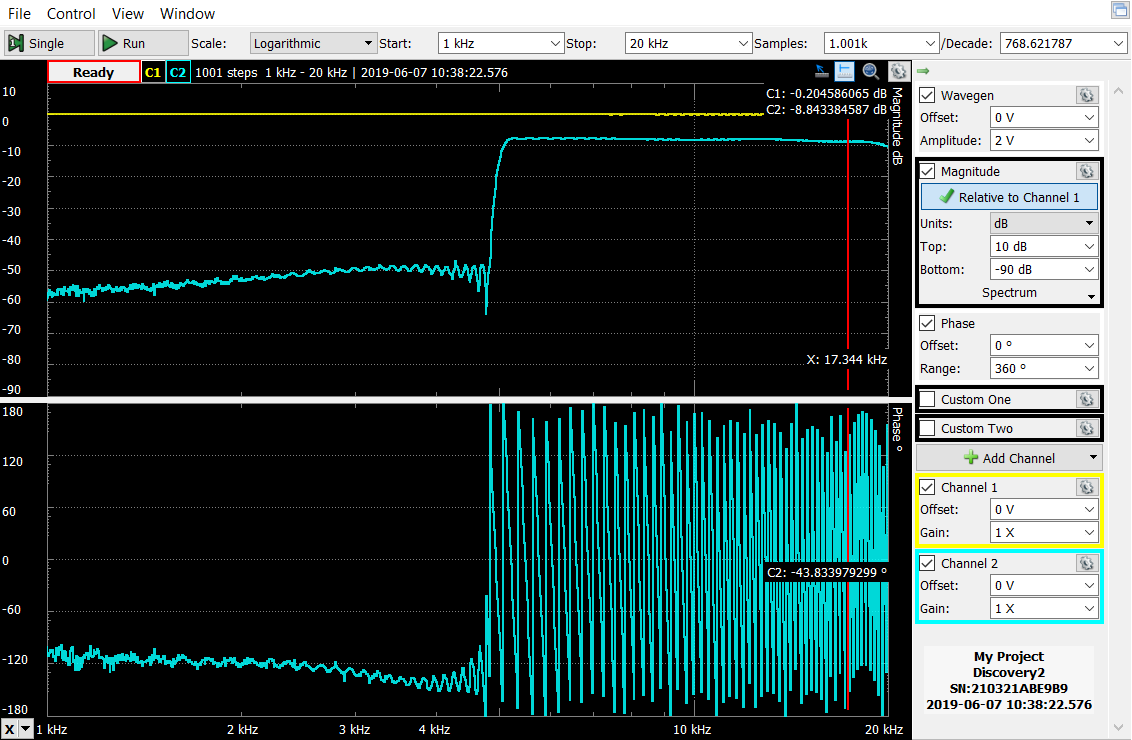 File Control View Window
Single Run Scale: Logarithmic Start: 1 kHz Stop: 20 kHz Samples: 1.001k /Decade: 768.621787
Ready C1 C2 1001 steps 1 kHz - 20 kHz | 2019-06-07 10:38:22.576
C1: -0.204586065 dB
C2: -8.843384587 dB
10
0
-10
-20
-30
-40
-50
-60
-70
-80
-90
Magnitude dB
X: 17.344 kHz
180
120
60
0
-60
-120
-180
Phase º
C2: -43.833979299 º
X 1 kHz 2 kHz 3 kHz 4 kHz 10 kHz 20 kHz
Wavegen
Offset: 0 V
Amplitude: 2 V
Magnitude
Relative to Channel 1
Units: dB
Top: 10 dB
Bottom: -90 dB
Spectrum
Phase
Offset: 0 º
Range: 360 º
Custom One
Custom Two
Add Channel
Channel 1
Offset: 0 V
Gain: 1 X
Channel 2
Offset: 0 V
Gain: 1 X
My Project
Discovery2
SN:210321ABE9B9
2019-06-07 10:38:22.576